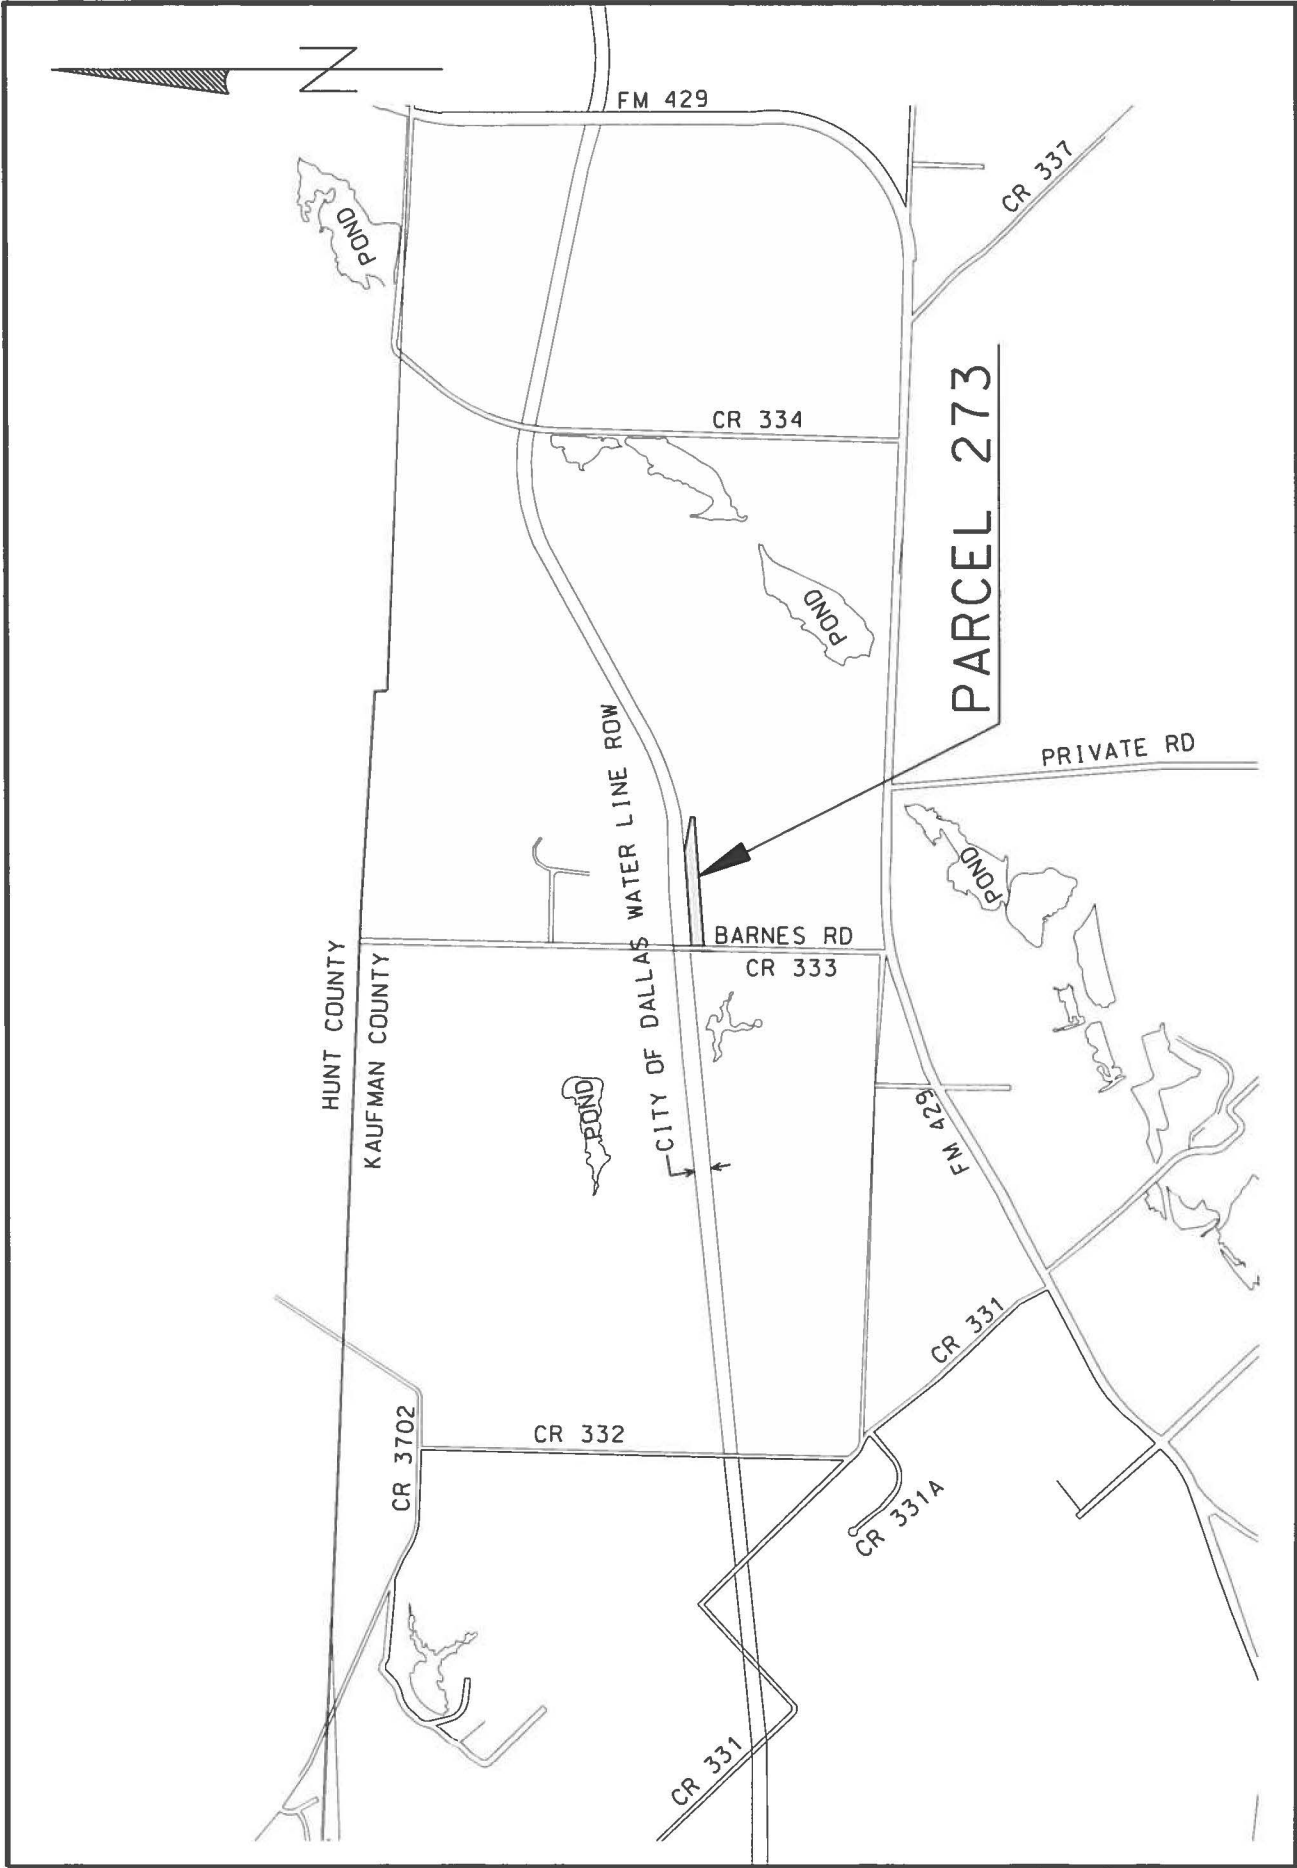 N
FM 429
CR 337
POND
CR 334
PARCEL 273
POND
PRIVATE RD
CITY OF DALLAS WATER LINE ROW
POND
BARNES RD
CR 333
HUNT COUNTY
KAUFMAN COUNTY
POND
FM 429
CR 331
CR 3702
CR 332
CR 331A
CR 331